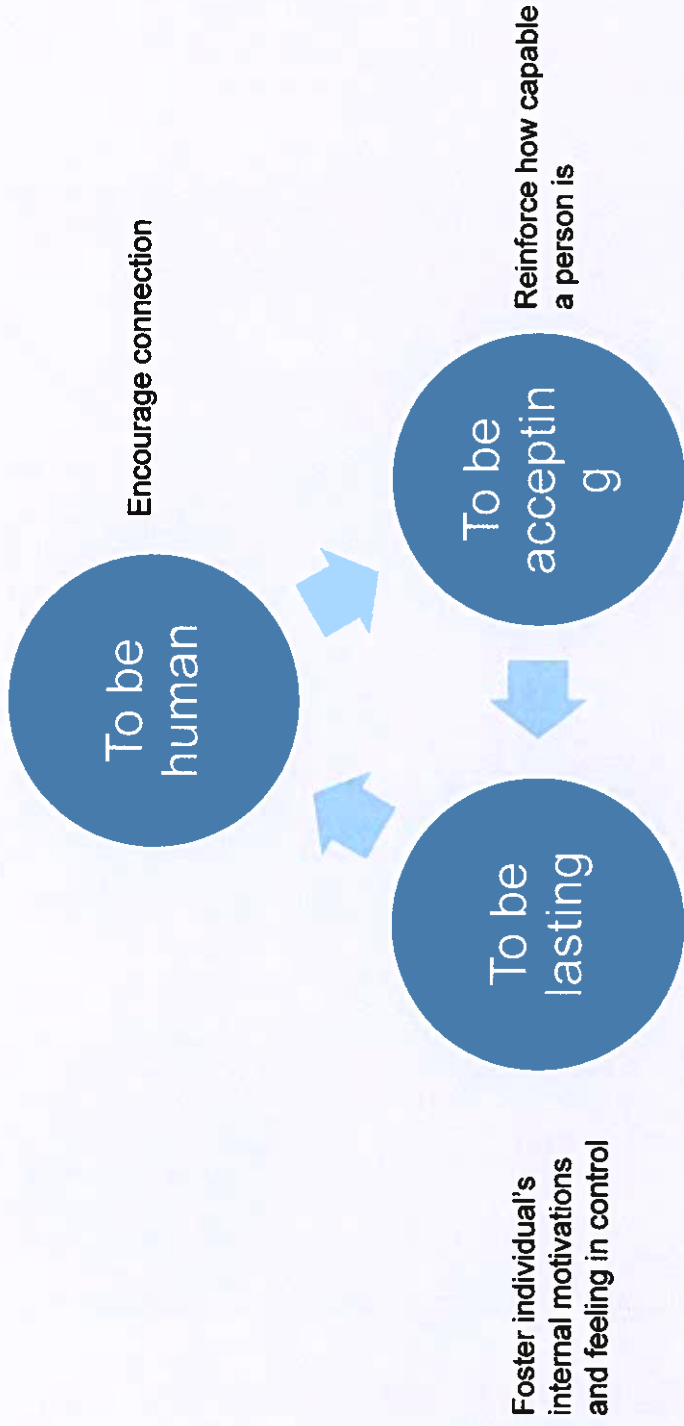 To be
human
Encourage connection
To be
acceptin
g
Reinforce how capable
a person is
To be
lasting
Foster individual's
internal motivations
and feeling in control